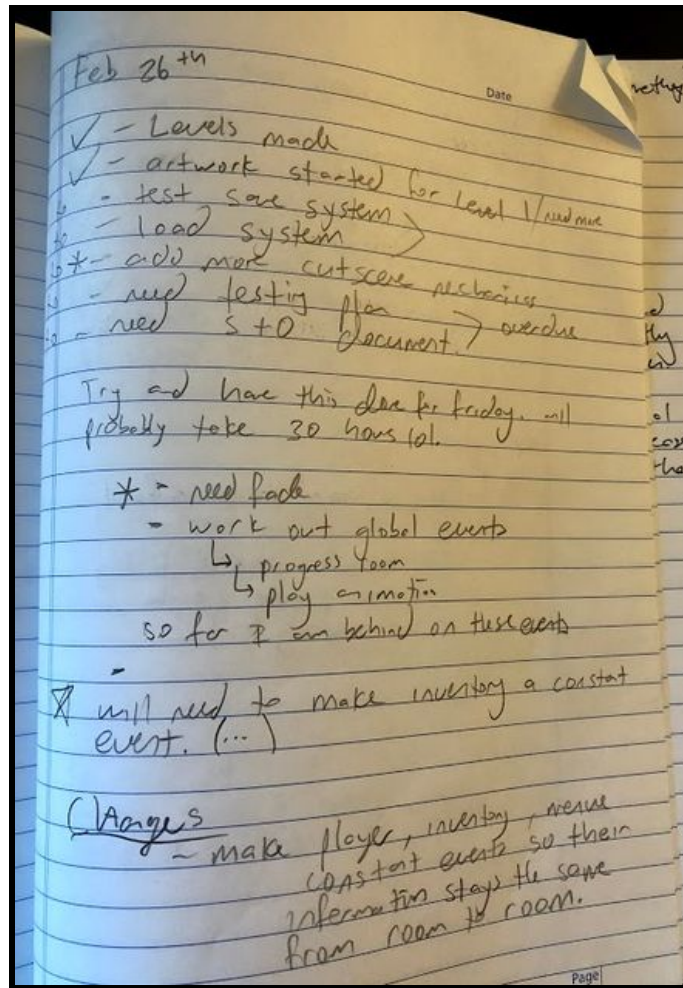 Feb 26th
Date
✓ - Levels made
✓ - artwork started for Level 1/need more
- test save system
- load system
* - add more cutscene mechanics
- need testing plan
- need S+O document. > overdue
Try and have this done for friday. will
probably take 30 hours lol.
* - need fade
- work out global events
↳ progress room
↳ play animation
so far I am behind on these events
-
will need to make inventory a constat
event. (...)
Changes
- make player, inventory, menue
constant events so their
information stays the same
from room to room.
Page